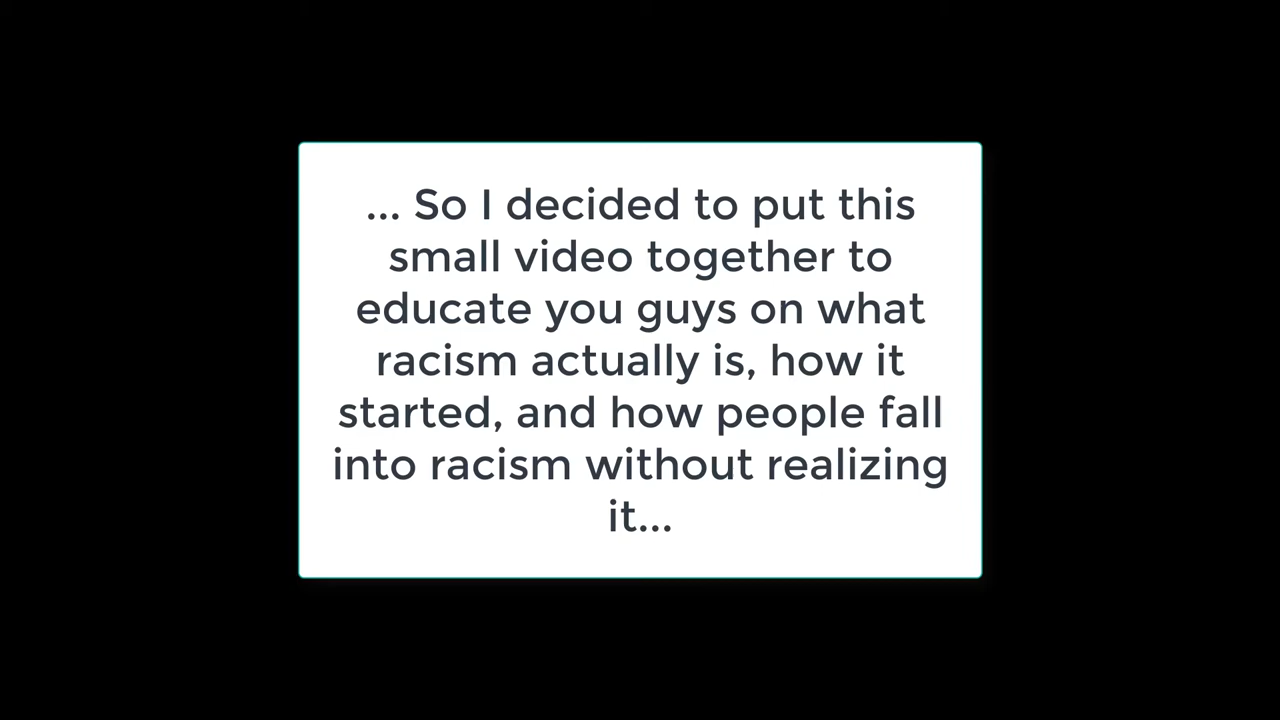 ... So I decided to put this
small video together to
educate you guys on what
racism actually is, how it
started, and how people fall
into racism without realizing
it...